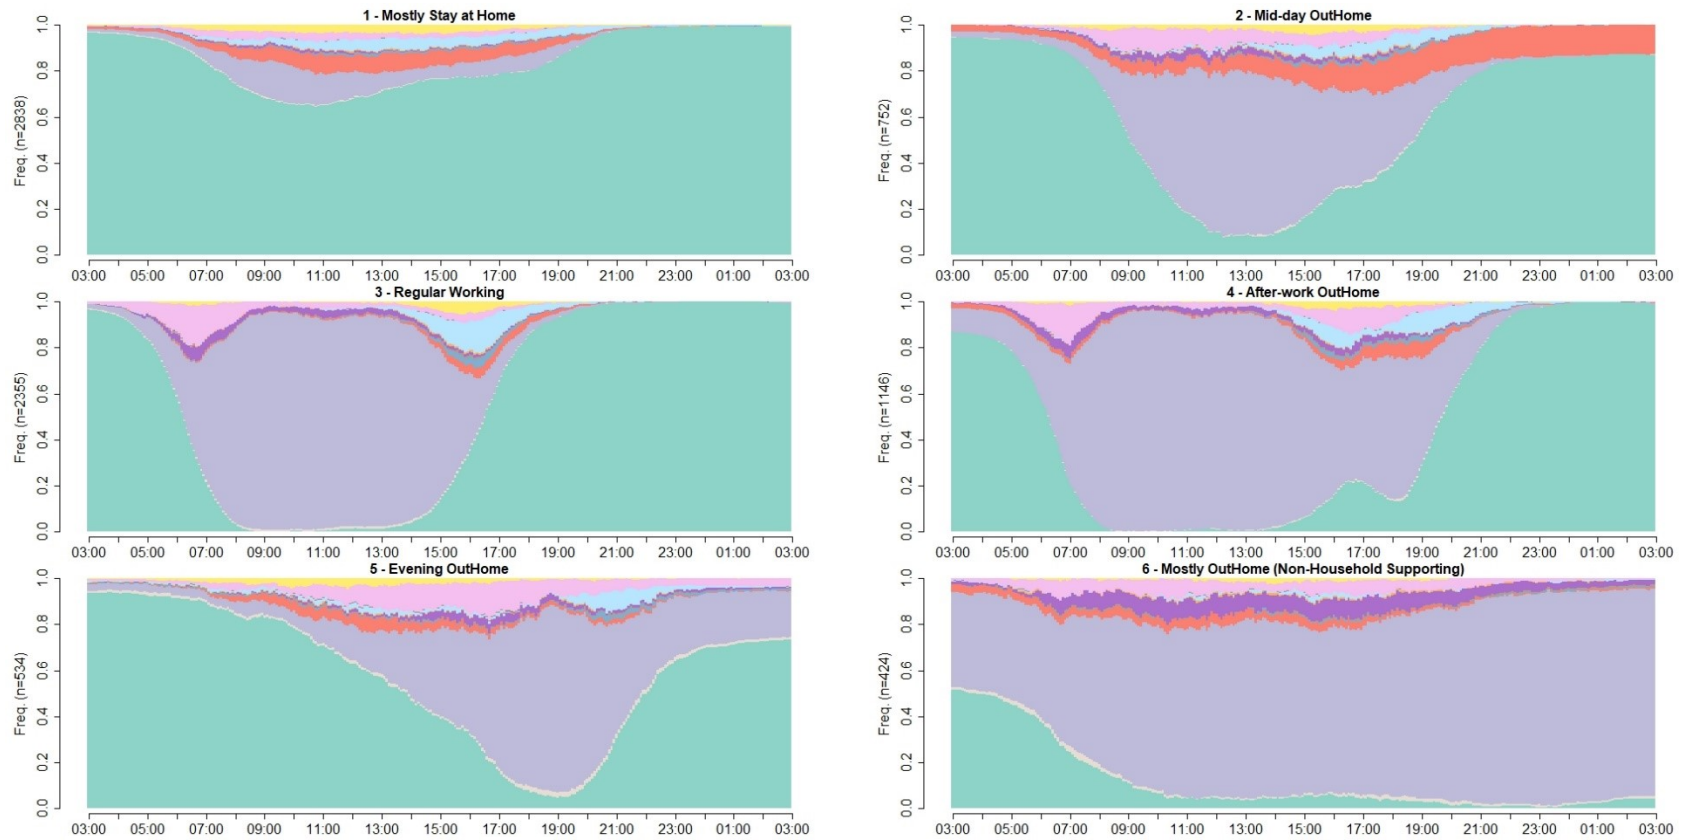 1 - Mostly Stay at Home
Freq. (n=2838)
0.0 0.2 0.4 0.6 0.8 1.0
03:00 05:00 07:00 09:00 11:00 13:00 15:00 17:00 19:00 21:00 23:00 01:00 03:00
2 - Mid-day OutHome
Freq. (n=752)
0.0 0.2 0.4 0.6 0.8 1.0
03:00 05:00 07:00 09:00 11:00 13:00 15:00 17:00 19:00 21:00 23:00 01:00 03:00
3 - Regular Working
Freq. (n=2355)
0.0 0.2 0.4 0.6 0.8 1.0
03:00 05:00 07:00 09:00 11:00 13:00 15:00 17:00 19:00 21:00 23:00 01:00 03:00
4 - After-work OutHome
Freq. (n=1146)
0.0 0.2 0.4 0.6 0.8 1.0
03:00 05:00 07:00 09:00 11:00 13:00 15:00 17:00 19:00 21:00 23:00 01:00 03:00
5 - Evening OutHome
Freq. (n=534)
0.0 0.2 0.4 0.6 0.8 1.0
03:00 05:00 07:00 09:00 11:00 13:00 15:00 17:00 19:00 21:00 23:00 01:00 03:00
6 - Mostly OutHome (Non-Household Supporting)
Freq. (n=424)
0.0 0.2 0.4 0.6 0.8 1.0
03:00 05:00 07:00 09:00 11:00 13:00 15:00 17:00 19:00 21:00 23:00 01:00 03:00